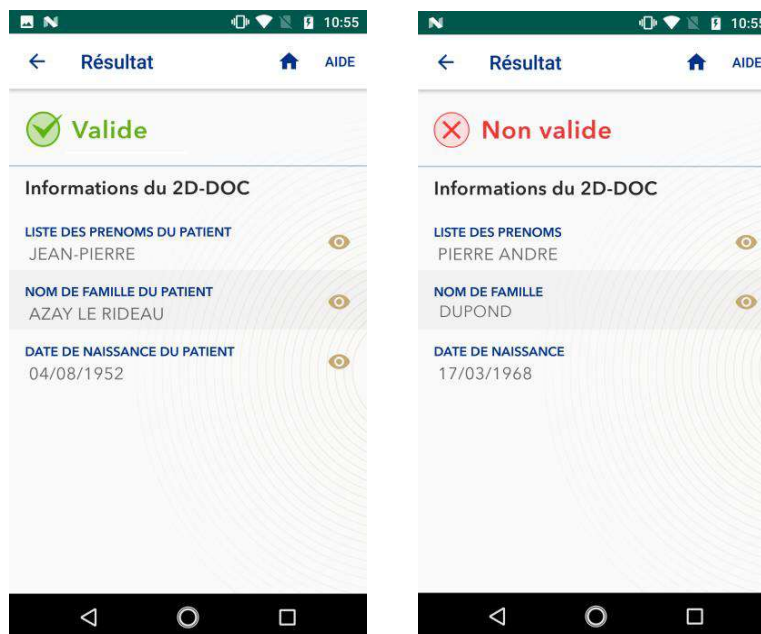 10:55
Résultat
AIDE
Valide
Informations du 2D-DOC
LISTE DES PRENOMS DU PATIENT
JEAN-PIERRE
NOM DE FAMILLE DU PATIENT
AZAY LE RIDEAU
DATE DE NAISSANCE DU PATIENT
04/08/1952
10:55
Résultat
AIDE
Non valide
Informations du 2D-DOC
LISTE DES PRENOMS
PIERRE ANDRE
NOM DE FAMILLE
DUPOND
DATE DE NAISSANCE
17/03/1968